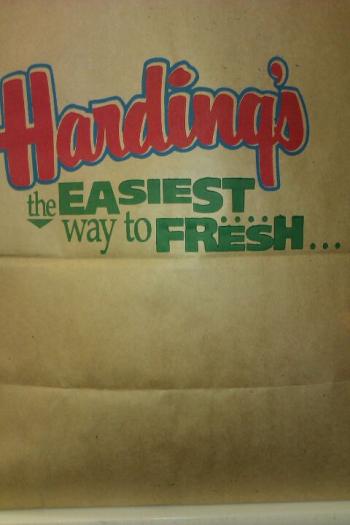 Harding's
the EASIEST
way to FRESH...